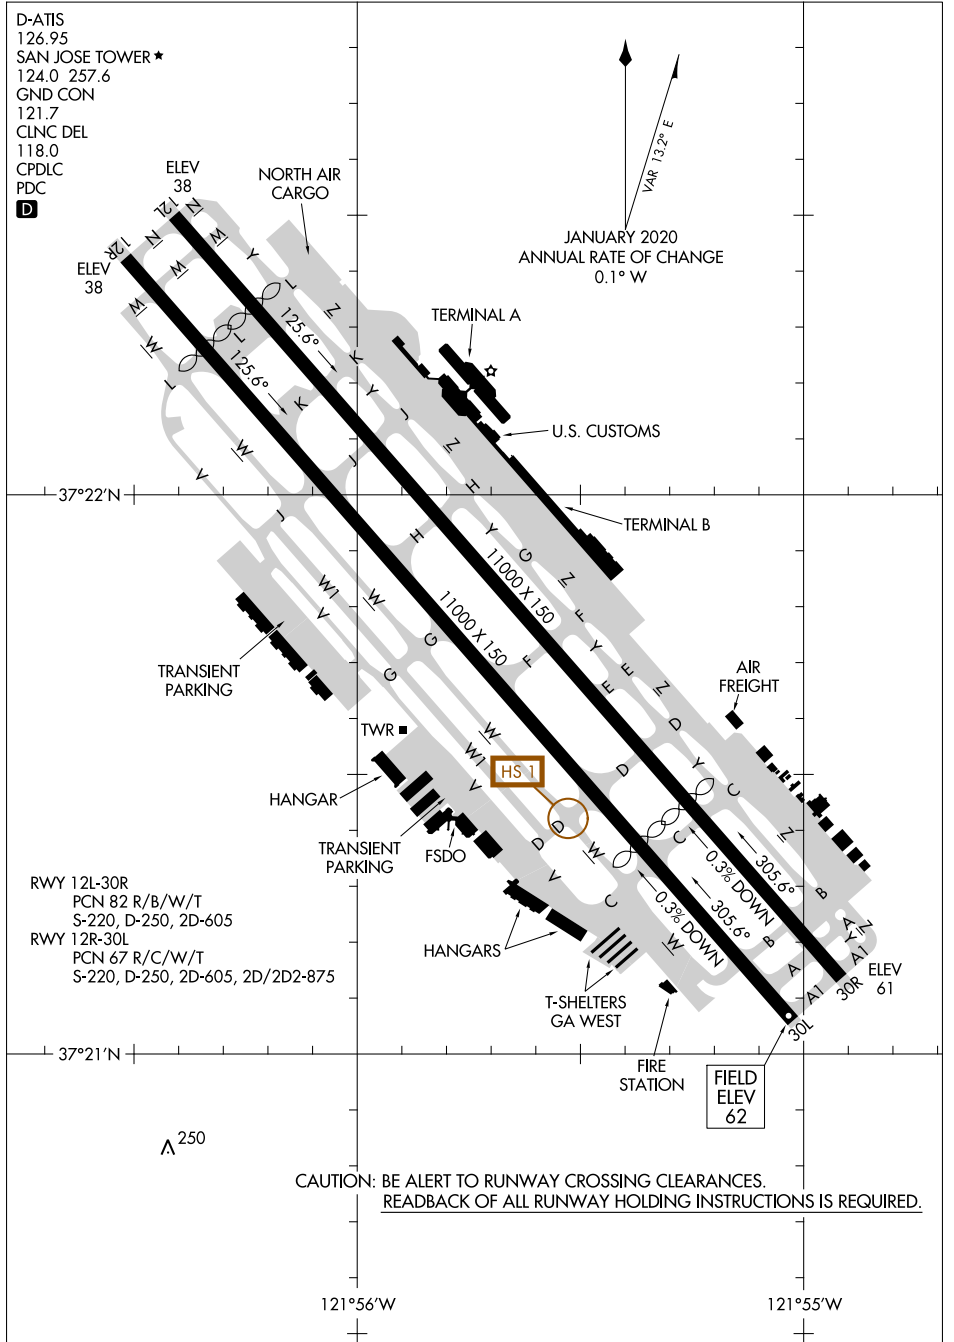 D-ATIS
126.95
SAN JOSE TOWER ★
124.0 257.6
GND CON
121.7
CLNC DEL
118.0
CPDLC
PDC
D
ELEV
38
NORTH AIR
CARGO
VAR 13.2° E
JANUARY 2020
ANNUAL RATE OF CHANGE
0.1° W
12L
N
12R
N
W
Y
W
ELEV
38
W
W
L
Z
TERMINAL A
125.6°
L
125.6°
L
K
Y
K
J
Z
U.S. CUSTOMS
W
J
V
H
37°22'N
J
TERMINAL B
Y
H
G
11000 X 150
Z
W1
W
V
11000 X 150
F
G
Y
F
E
E
Z
TRANSIENT
PARKING
G
AIR
FREIGHT
D
TWR
W
W1
D
Y
HS 1
V
C
HANGAR
D
D
C
Z
TRANSIENT
PARKING
FSDO
W
V
305.6°
0.3% DOWN
B
RWY 12L-30R
PCN 82 R/B/W/T
S-220, D-250, 2D-605
RWY 12R-30L
PCN 67 R/C/W/T
S-220, D-250, 2D-605, 2D/2D2-875
C
305.6°
0.3% DOWN
A
Z
HANGARS
W
B
Y
A
A1
ELEV
61
30R
A1
T-SHELTERS
GA WEST
30L
37°21'N
FIRE
STATION
FIELD
ELEV
62
250
CAUTION: BE ALERT TO RUNWAY CROSSING CLEARANCES.
READBACK OF ALL RUNWAY HOLDING INSTRUCTIONS IS REQUIRED.
121°56'W
121°55'W